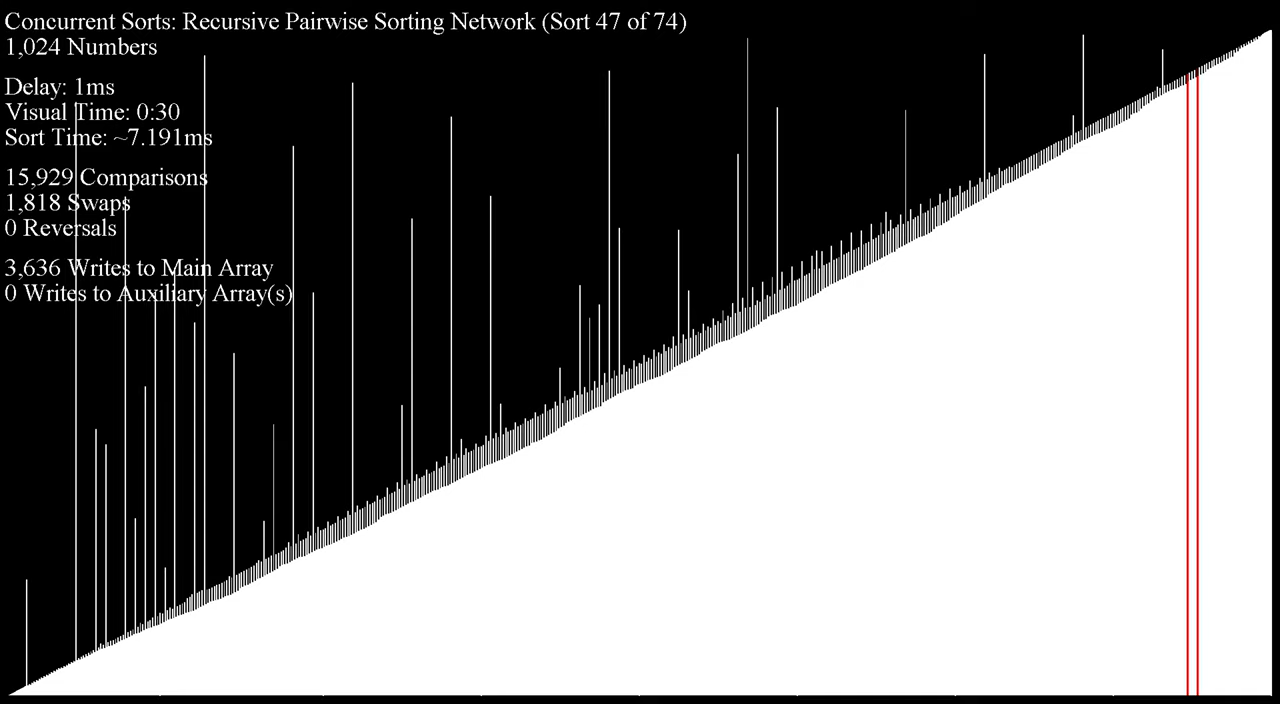 Concurrent Sorts: Recursive Pairwise Sorting Network (Sort 47 of 74)
1,024 Numbers
Delay: 1ms
Visual Time: 0:30
Sort Time: ~7.191ms
15,929 Comparisons
1,818 Swaps
0 Reversals
3,636 Writes to Main Array
0 Writes to Auxiliary Array(s)